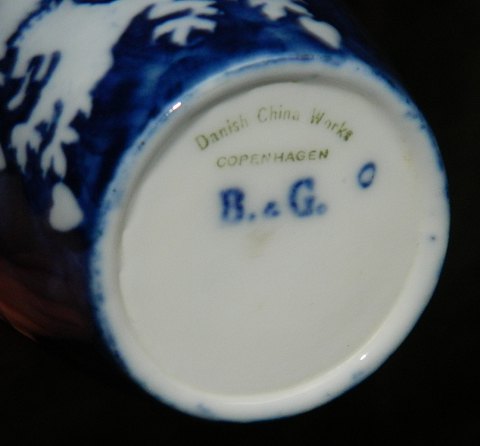 Danish China Works
COPENHAGEN
B. & G. O